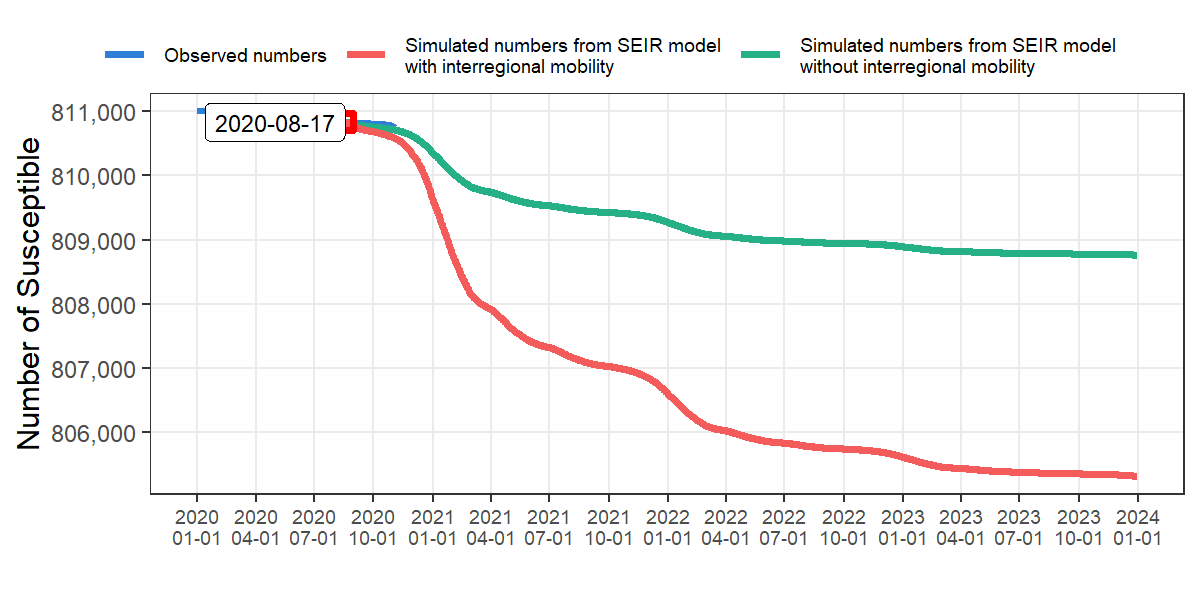 Observed numbers
Simulated numbers from SEIR model
with interregional mobility
Simulated numbers from SEIR model
without interregional mobility
Number of Susceptible
811,000
810,000
809,000
808,000
807,000
806,000
2020-08-17
2020 2020 2020 2020 2021 2021 2021 2021 2022 2022 2022 2022 2023 2023 2023 2023 2024
01-01 04-01 07-01 10-01 01-01 04-01 07-01 10-01 01-01 04-01 07-01 10-01 01-01 04-01 07-01 10-01 01-01